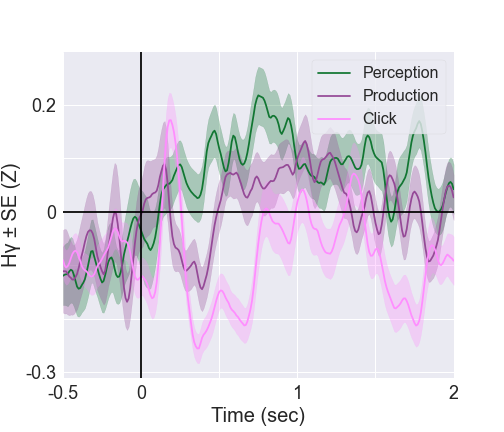 Perception
Production
Click
Hγ ± SE (Z)
0.2
0
-0.3
-0.5
0
1
2
Time (sec)